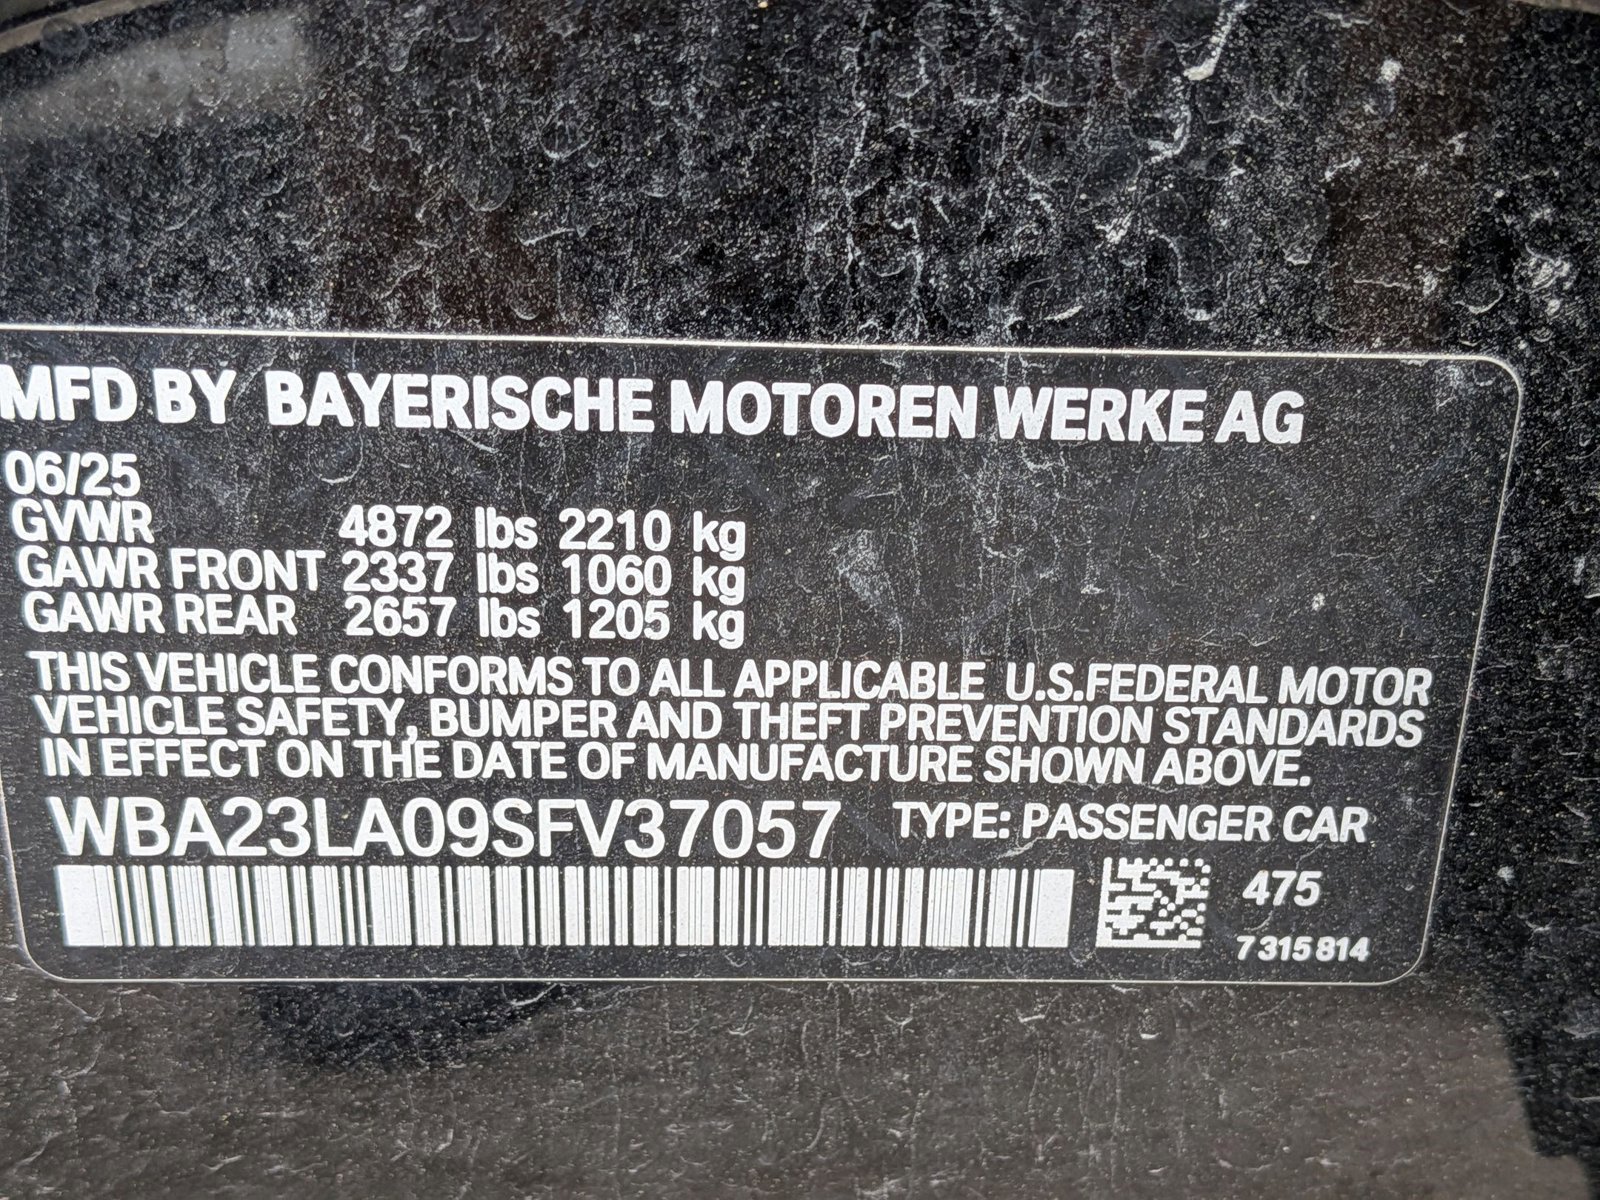 MFD BY BAYERISCHE MOTOREN WERKE AG
06/25
GVWR 4872 lbs 2210 kg
GAWR FRONT 2337 lbs 1060 kg
GAWR REAR 2657 lbs 1205 kg
THIS VEHICLE CONFORMS TO ALL APPLICABLE U.S.FEDERAL MOTOR
VEHICLE SAFETY, BUMPER AND THEFT PREVENTION STANDARDS
IN EFFECT ON THE DATE OF MANUFACTURE SHOWN ABOVE.
WBA23LA09SFV37057 TYPE: PASSENGER CAR
475
7 315 814